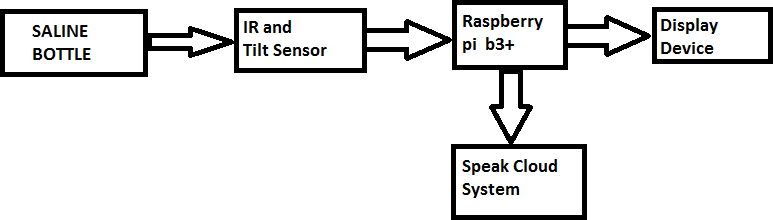 SALINE
BOTTLE
IR and
Tilt Sensor
Raspberry
pi b3+
Display
Device
Speak Cloud
System